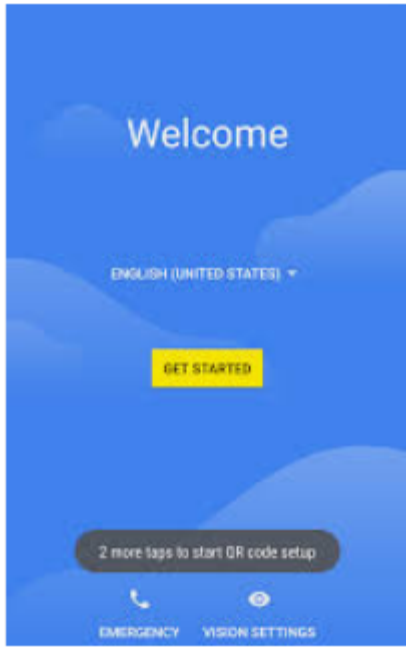 Welcome
ENGLISH (UNITED STATES)
GET STARTED
2 more taps to start QR code setup
EMERGENCY VISION SETTINGS